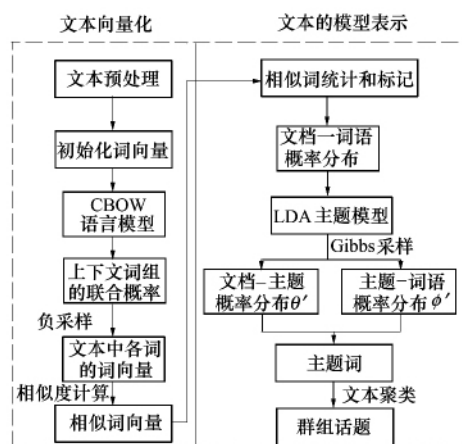 文本向量化
文本预处理
初始化词向量
CBOW
语言模型
上下文词组
的联合概率
负采样
文本中各词
的词向量
相似度计算
相似词向量
文本的模型表示
相似词统计和标记
文档一词语
概率分布
LDA 主题模型
Gibbs 采样
文档-主题
概率分布θ′
主题-词语
概率分布ϕ′
主题词
文本聚类
群组话题